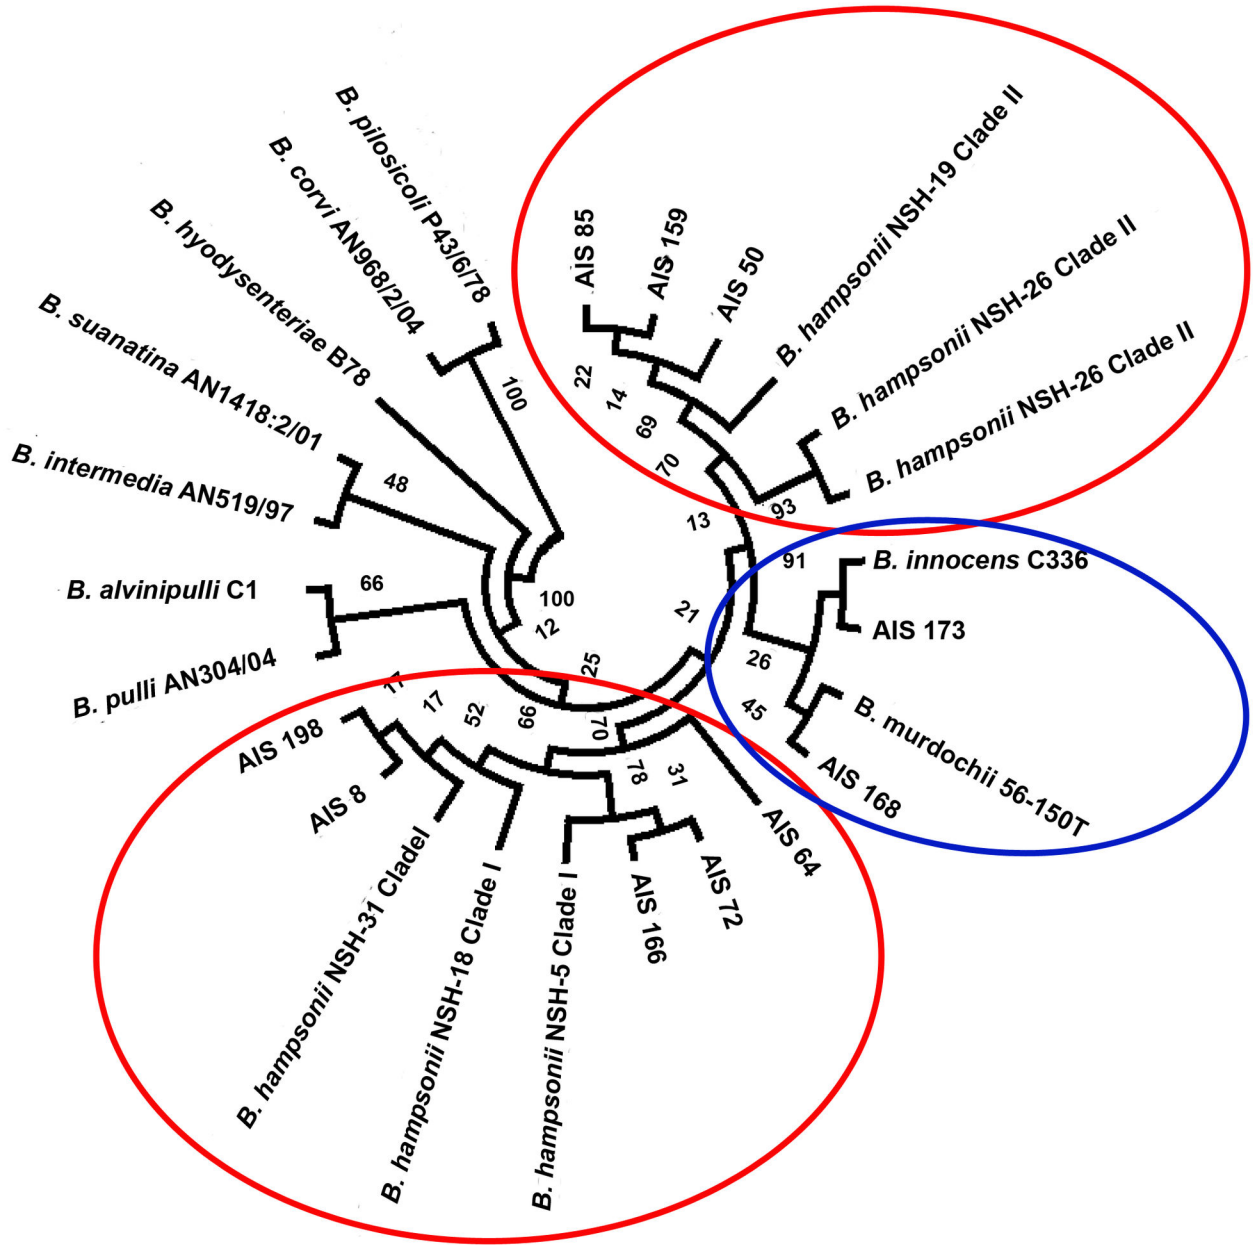 B. pilosicoli P43/6/78
B. corvi AN968/2/04
B. hyodysenteriae B78
B. suanatina AN1418:2/01
B. intermedia AN519/97
B. alvinipulli C1
B. pulli AN304/04
AIS 85
AIS 159
AIS 50
B. hampsonii NSH-19 Clade II
B. hampsonii NSH-26 Clade II
B. hampsonii NSH-26 Clade II
B. innocens C336
AIS 173
B. murdochii 56-150T
AIS 168
AIS 64
AIS 72
AIS 166
B. hampsonii NSH-5 Clade I
B. hampsonii NSH-18 Clade I
B. hampsonii NSH-31 CladeI
AIS 8
AIS 198
100
48
66
100
12
25
22
14
69
70
13
93
91
21
26
45
17
17
52
66
70
78
31